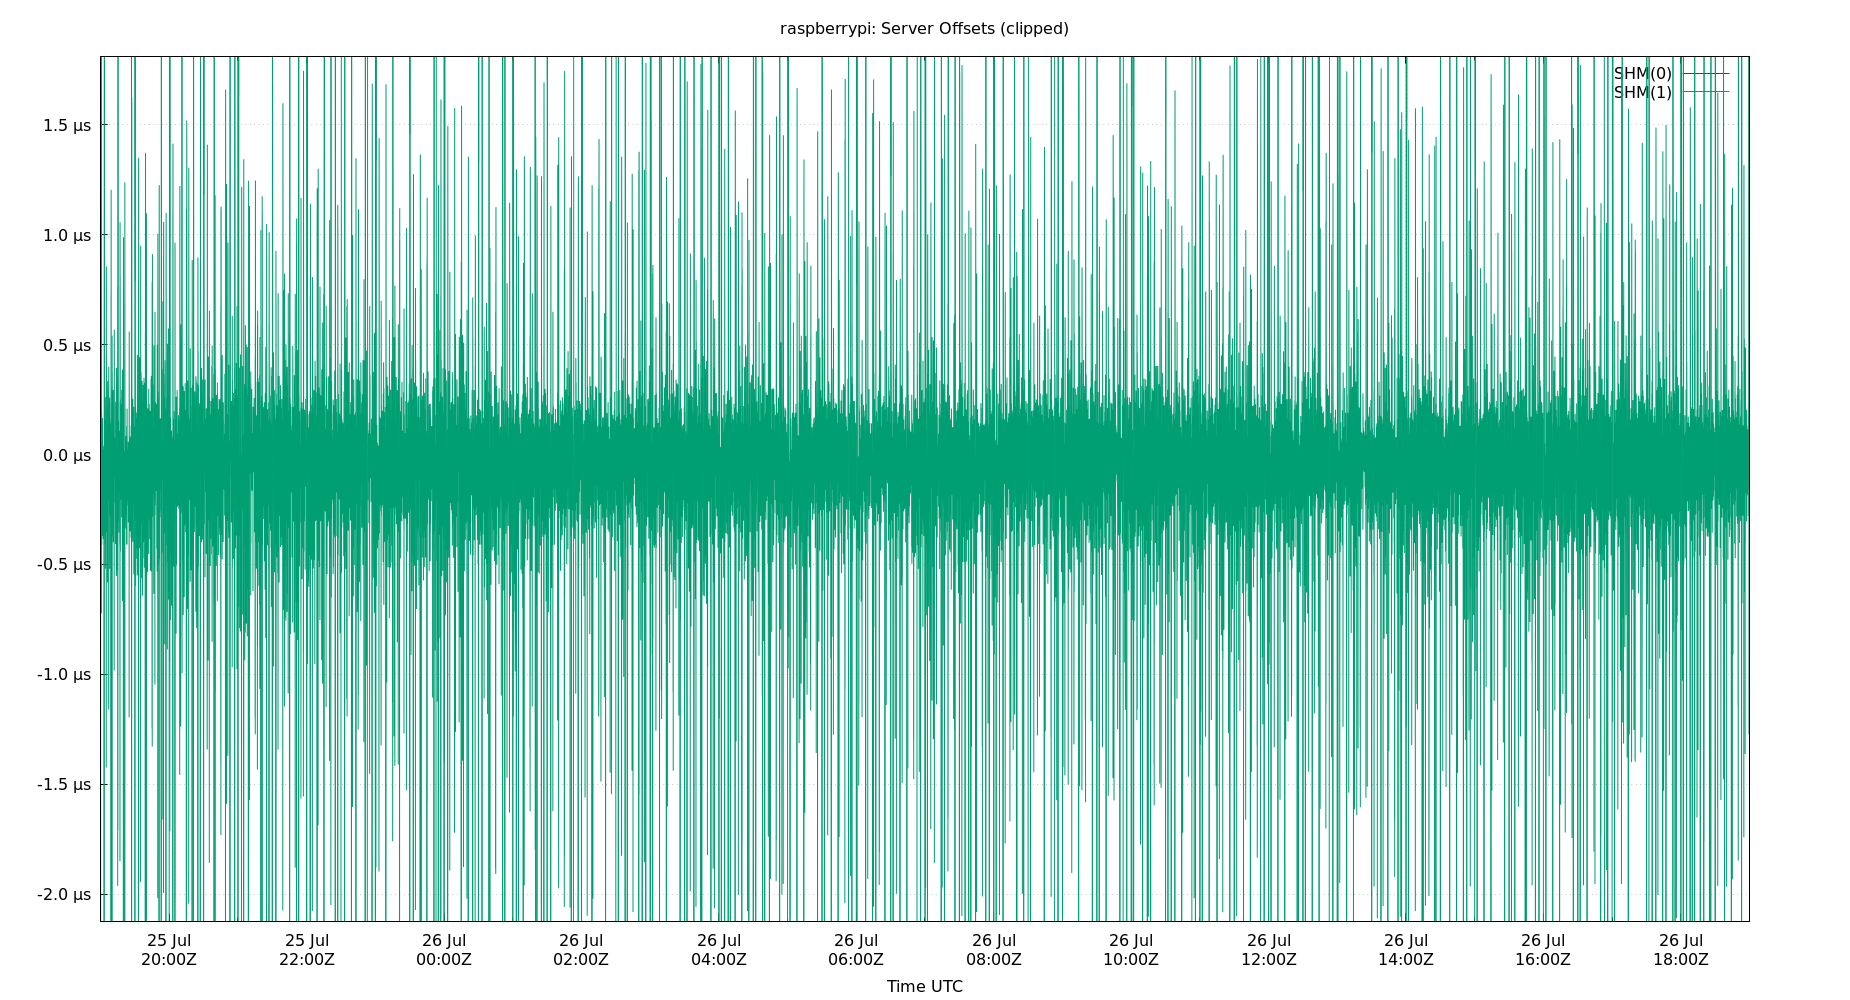 raspberrypi: Server Offsets (clipped)
SHM(0)
SHM(1)
1.5 µs
1.0 µs
0.5 µs
0.0 µs
-0.5 µs
-1.0 µs
-1.5 µs
-2.0 µs
25 Jul 25 Jul 26 Jul 26 Jul 26 Jul 26 Jul 26 Jul 26 Jul 26 Jul 26 Jul 26 Jul 26 Jul
20:00Z 22:00Z 00:00Z 02:00Z 04:00Z 06:00Z 08:00Z 10:00Z 12:00Z 14:00Z 16:00Z 18:00Z
Time UTC